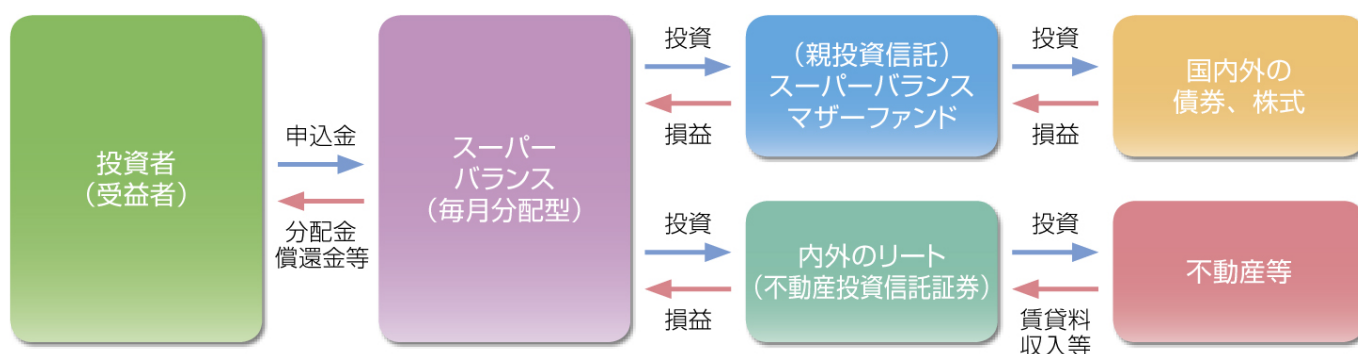 投資者
（受益者）
申込金
分配金
償還金等
スーパー
バランス
（毎月分配型）
投資
損益
（親投資信託）
スーパーバランス
マザーファンド
投資
損益
国内外の
債券、株式
投資
損益
内外のリート
（不動産投資信託証券）
投資
賃貸料
収入等
不動産等